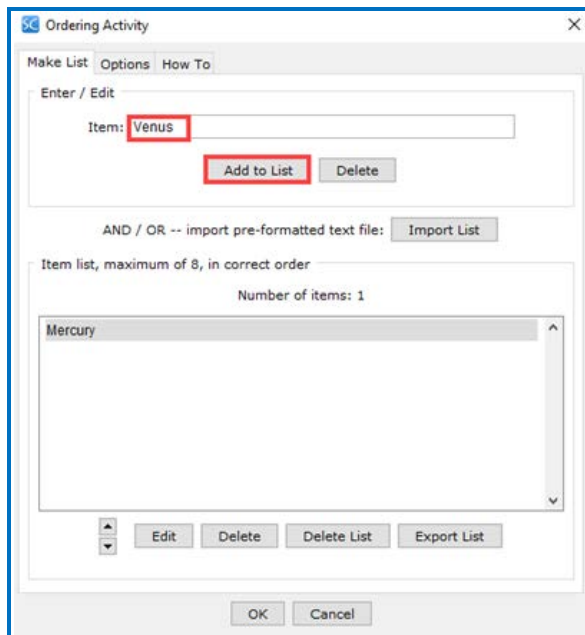 SC Ordering Activity
Make List Options How To
Enter / Edit
Item: Venus
Add to List Delete
AND / OR -- import pre-formatted text file: Import List
Item list, maximum of 8, in correct order
Number of items: 1
Mercury
Edit Delete Delete List Export List
OK Cancel